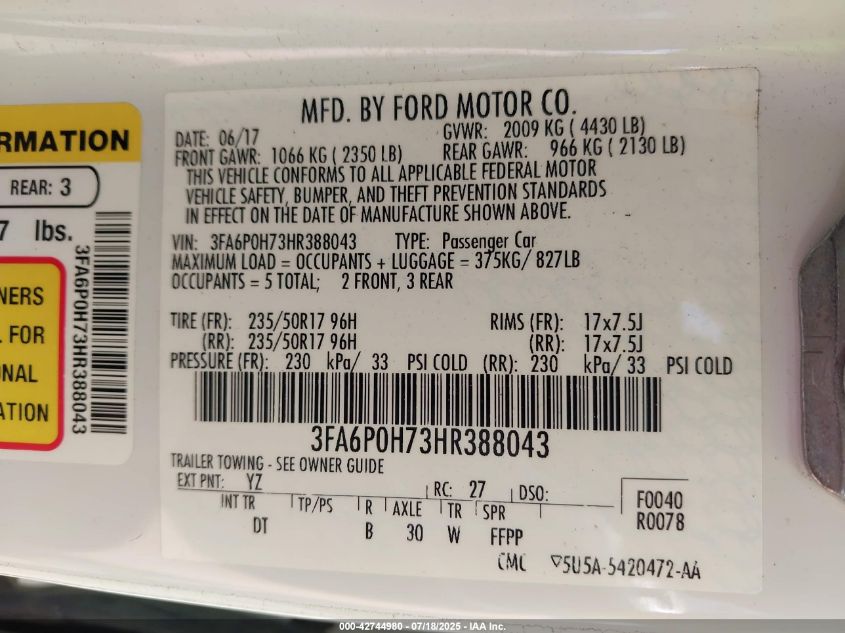 RMATION
REAR: 3
7 lbs.
3FA6P0H73HR388043
NERS
. FOR
ONAL
ATION
MFD. BY FORD MOTOR CO.
DATE: 06/17 GVWR: 2009 KG ( 4430 LB)
FRONT GAWR: 1066 KG ( 2350 LB) REAR GAWR: 966 KG ( 2130 LB)
THIS VEHICLE CONFORMS TO ALL APPLICABLE FEDERAL MOTOR
VEHICLE SAFETY, BUMPER, AND THEFT PREVENTION STANDARDS
IN EFFECT ON THE DATE OF MANUFACTURE SHOWN ABOVE.
VIN: 3FA6P0H73HR388043 TYPE: Passenger Car
MAXIMUM LOAD = OCCUPANTS + LUGGAGE = 375KG/ 827LB
OCCUPANTS = 5 TOTAL; 2 FRONT, 3 REAR
TIRE (FR): 235/50R17 96H RIMS (FR): 17x7.5J
(RR): 235/50R17 96H (RR): 17x7.5J
PRESSURE (FR): 230 kPa/ 33 PSI COLD (RR): 230 kPa/ 33 PSI COLD
3FA6P0H73HR388043
TRAILER TOWING - SEE OWNER GUIDE
EXT PNT: YZ RC: 27 DSO:
INT TR TP/PS R AXLE TR SPR
DT B 30 W FFPP
F0040
R0078
CMC ▽5U5A-5420472-AA
000-42744980 - 07/18/2025 - IAA Inc.